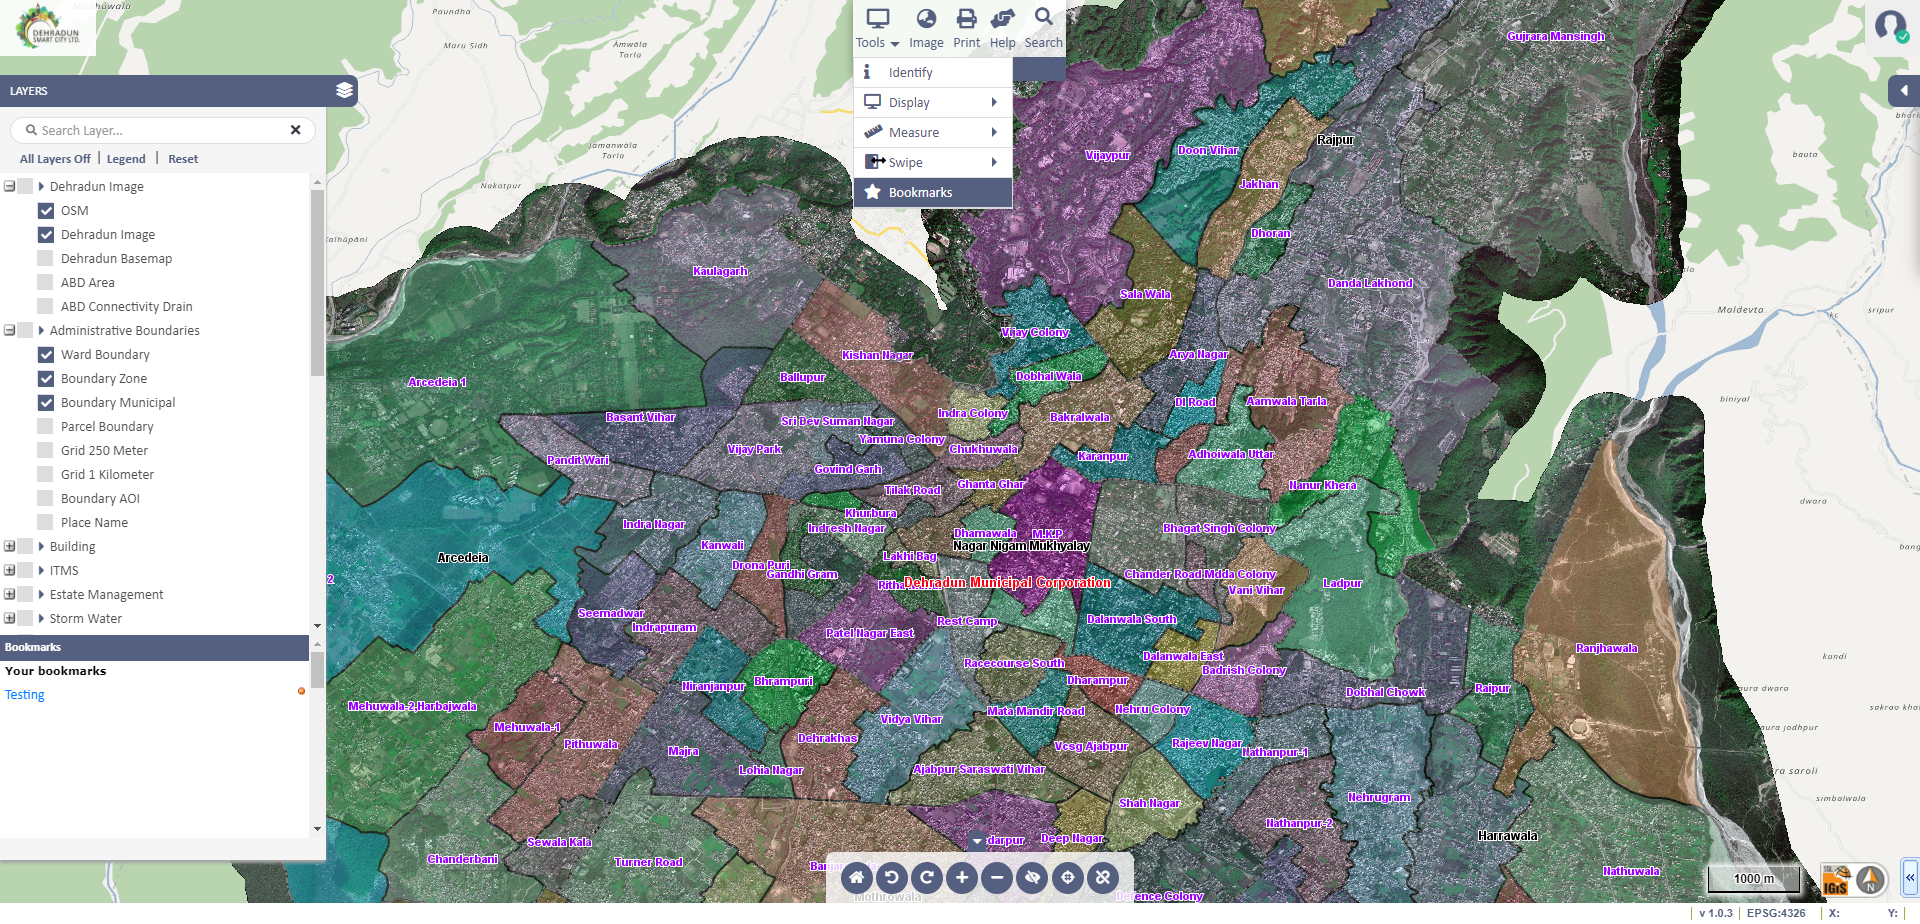 DEHRADUN
SMART CITY LTD.
Tools
Image
Print
Help
Search
Identify
Display
Measure
Swipe
Bookmarks
LAYERS
Search Layer...
All Layers Off | Legend | Reset
Dehradun Image
OSM
Dehradun Image
Dehradun Basemap
ABD Area
ABD Connectivity Drain
Administrative Boundaries
Ward Boundary
Boundary Zone
Boundary Municipal
Parcel Boundary
Grid 250 Meter
Grid 1 Kilometer
Boundary AOI
Place Name
Building
ITMS
Estate Management
Storm Water
Bookmarks
Your bookmarks
Testing
Paundho
Maru Sidh
Amwala
Tarla
Jamanwala
Tarla
Nakatpur
Gujrara Mansingh
Rajpur
Vijaypur
Doon Vihar
Jakhan
Dhoran
Kaulagarh
Danda Lakhond
Sala Wala
bauta
Maldevta
kc
sripur
Vijay Colony
Kishan Nagar
Arya Nagar
Arcedeia 1
Ballupur
Dobhal Wala
Dl Road
Aamwala Tarla
biniyal
Basant Vihar
Sri Dev Suman Nagar
Indra Colony
Bakralwala
Yamuna Colony
Vijay Park
Chukhuwala
Pandit Wari
Govind Garh
Karanpur
Adhoiwala Uttar
Tilak Road
Ghanta Ghar
Nanur Khera
dwara
Indra Nagar
Khurbura
Indresh Nagar
Dhamawala
M.K.P
Bhagat Singh Colony
Kanwali
Nagar Nigam Mukhyalay
Arcedeia
Lakhi Bag
Drona Puri
Gandhi Gram
Chander Road
Mdda Colony
Dehradun Municipal Corporation
Ladpur
Vani Vihar
Seemadwar
Indrapuram
Patel Nagar East
Rest Camp
Dalanwala South
Ranjhawala
kandi
Racecourse South
Dalanwala East
Badrish Colony
Niranjanpur
Bhrampuri
Dharampur
Dobhal Chowk
Raipur
Mehuwala-2,Harbajwala
Mehuwala-1
Vidya Vihar
Mata Mandir Road
Nehru Colony
Pithuwala
Dehrakhas
Majra
Vcsg Ajabpur
Rajeev Nagar
Nathanpur-1
Lohia Nagar
Ajabpur Saraswati Vihar
Nehrugram
simbalwala
Shah Nagar
Nathanpur-2
Harrawala
Sewala Kala
Deep Nagar
Chanderbani
Turner Road
Nathuwala
Mothrowala
Defence Colony
1000 m
IGiS
N
v 1.0.3 | EPSG:4326 | X: Y: